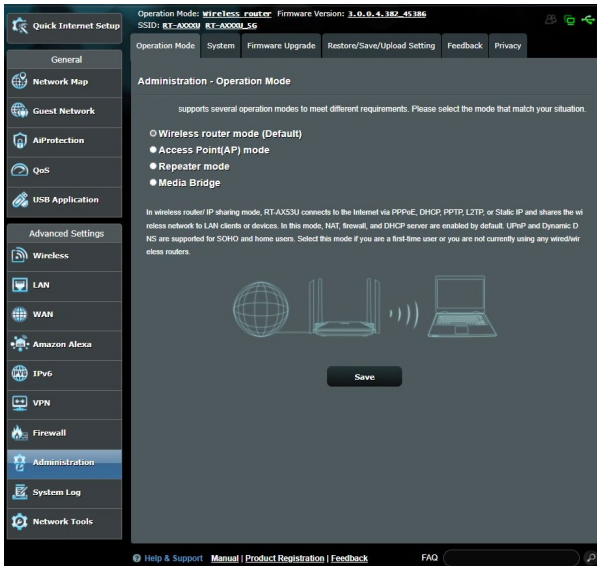 Quick Internet Setup
General
Network Map
Guest Network
AiProtection
QoS
USB Application
Advanced Settings
Wireless
LAN
WAN
Amazon Alexa
IPv6
VPN
Firewall
Administration
System Log
Network Tools
Operation Mode: Wireless router Firmware Version: 3.0.0.4.382_45386
SSID: RT-AXXXU RT-AXXXU_5G
Operation Mode System Firmware Upgrade Restore/Save/Upload Setting Feedback Privacy
Administration - Operation Mode
supports several operation modes to meet different requirements. Please select the mode that match your situation.
Wireless router mode (Default)
Access Point(AP) mode
Repeater mode
Media Bridge
In wireless router/ IP sharing mode, RT-AX53U connects to the Internet via PPPoE, DHCP, PPTP, L2TP, or Static IP and shares the wi
reless network to LAN clients or devices. In this mode, NAT, firewall, and DHCP server are enabled by default. UPnP and Dynamic D
NS are supported for SOHO and home users. Select this mode if you are a first-time user or you are not currently using any wired/wir
eless routers.
Save
Help & Support Manual | Product Registration | Feedback FAQ